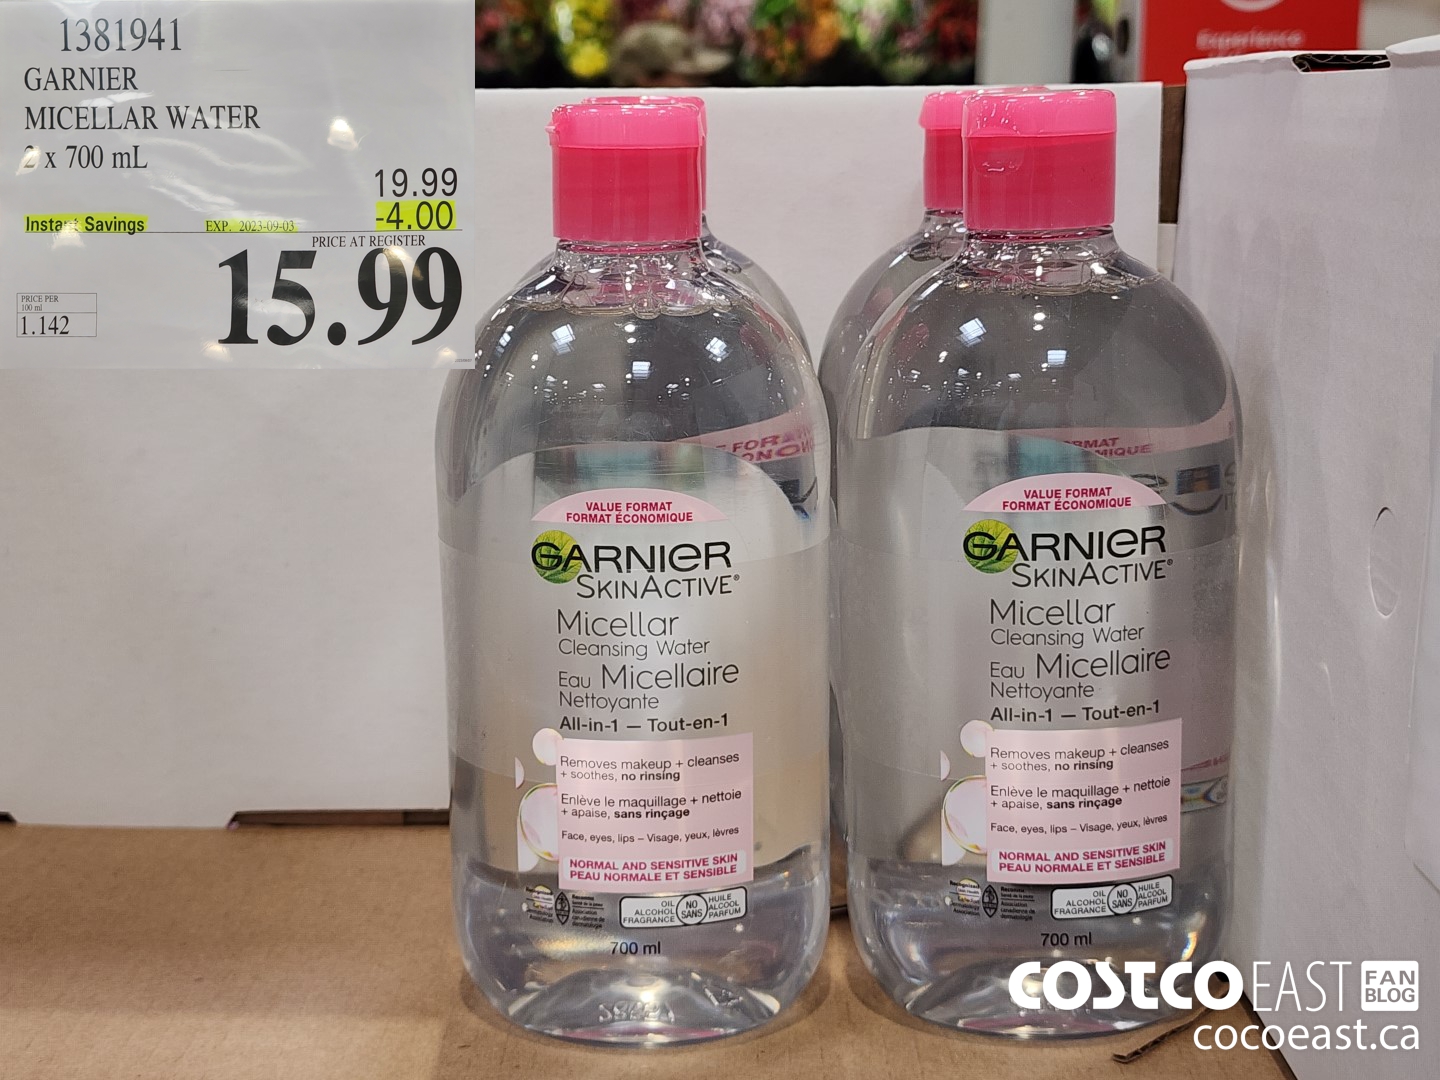 1381941
GARNIER
MICELLAR WATER
2 x 700 mL
19.99
-4.00
Instant Savings EXP. 2023-09-03
PRICE AT REGISTER
15.99
PRICE PER
100 ml
1.142
Experience
VALUE FORMAT
FORMAT ÉCONOMIQUE
GARNIER
SKINACTIVE®
Micellar
Cleansing Water
Eau Micellaire
Nettoyante
All-in-1 — Tout-en-1
Removes makeup + cleanses
+ soothes, no rinsing
Enlève le maquillage + nettoie
+ apaise, sans rinçage
Face, eyes, lips – Visage, yeux, lèvres
NORMAL AND SENSITIVE SKIN
PEAU NORMALE ET SENSIBLE
OIL
ALCOHOL
FRAGRANCE
NO
SANS
HUILE
ALCOOL
PARFUM
700 ml
VALUE FORMAT
FORMAT ÉCONOMIQUE
GARNIER
SKINACTIVE®
Micellar
Cleansing Water
Eau Micellaire
Nettoyante
All-in-1 — Tout-en-1
Removes makeup + cleanses
+ soothes, no rinsing
Enlève le maquillage + nettoie
+ apaise, sans rinçage
Face, eyes, lips – Visage, yeux, lèvres
NORMAL AND SENSITIVE SKIN
PEAU NORMALE ET SENSIBLE
OIL
ALCOHOL
FRAGRANCE
NO
SANS
HUILE
ALCOOL
PARFUM
700 ml
COSTCO EAST FAN BLOG
cocoeast.ca